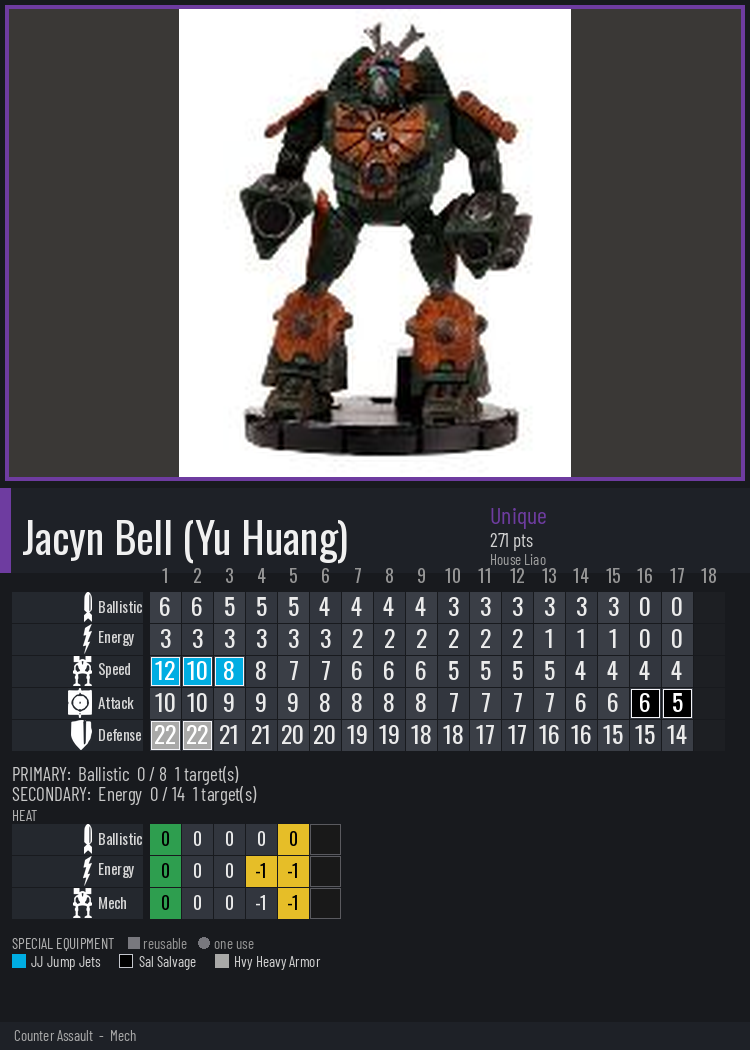 Jacyn Bell (Yu Huang)
Unique
271 pts
House Liao
1 2 3 4 5 6 7 8 9 10 11 12 13 14 15 16 17 18
Ballistic 6 6 5 5 5 4 4 4 4 3 3 3 3 3 3 0 0
Energy 3 3 3 3 3 3 2 2 2 2 2 2 1 1 1 0 0
Speed 12 10 8 8 7 7 6 6 6 5 5 5 5 4 4 4 4
Attack 10 10 9 9 9 8 8 8 8 7 7 7 7 6 6 6 5
Defense 22 22 21 21 20 20 19 19 18 18 17 17 16 16 15 15 14
PRIMARY: Ballistic 0 / 8 1 target(s)
SECONDARY: Energy 0 / 14 1 target(s)
HEAT
Ballistic 0 0 0 0 0
Energy 0 0 0 -1 -1
Mech 0 0 0 -1 -1
SPECIAL EQUIPMENT reusable one use
JJ Jump Jets Sal Salvage Hvy Heavy Armor
Counter Assault - Mech